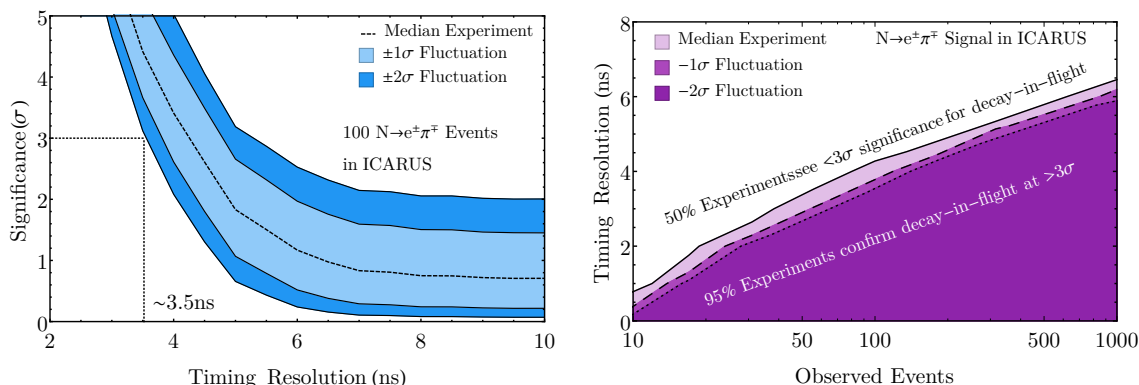 5
4
3
2
1
0
Significance (σ)
Median Experiment
±1σ Fluctuation
±2σ Fluctuation
100 N→e±π∓ Events
in ICARUS
~3.5ns
2
4
6
8
10
Timing Resolution (ns)
8
6
4
2
0
Timing Resolution (ns)
Median Experiment
−1σ Fluctuation
−2σ Fluctuation
N→e±π∓ Signal in ICARUS
50% Experimentssee <3σ significance for decay-in-flight
95% Experiments confirm decay-in-flight at >3σ
10
50
100
500
1000
Observed Events